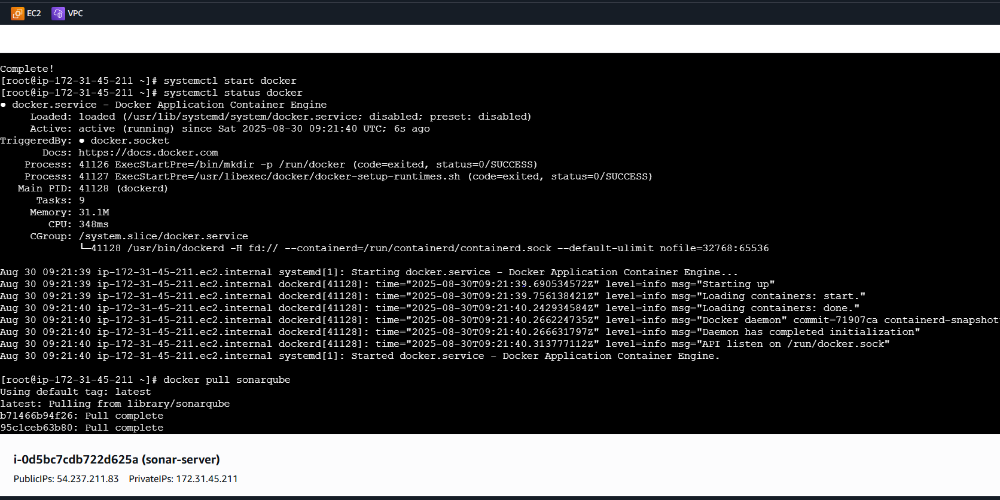 EC2 VPC
Complete!
[root@ip-172-31-45-211 ~]# systemctl start docker
[root@ip-172-31-45-211 ~]# systemctl status docker
● docker.service - Docker Application Container Engine
Loaded: loaded (/usr/lib/systemd/system/docker.service; disabled; preset: disabled)
Active: active (running) since Sat 2025-08-30 09:21:40 UTC; 6s ago
TriggeredBy: ● docker.socket
Docs: https://docs.docker.com
Process: 41126 ExecStartPre=/bin/mkdir -p /run/docker (code=exited, status=0/SUCCESS)
Process: 41127 ExecStartPre=/usr/libexec/docker/docker-setup-runtimes.sh (code=exited, status=0/SUCCESS)
Main PID: 41128 (dockerd)
Tasks: 9
Memory: 31.1M
CPU: 348ms
CGroup: /system.slice/docker.service
└─41128 /usr/bin/dockerd -H fd:// --containerd=/run/containerd/containerd.sock --default-ulimit nofile=32768:65536
Aug 30 09:21:39 ip-172-31-45-211.ec2.internal systemd[1]: Starting docker.service - Docker Application Container Engine...
Aug 30 09:21:39 ip-172-31-45-211.ec2.internal dockerd[41128]: time="2025-08-30T09:21:39.690534572Z" level=info msg="Starting up"
Aug 30 09:21:39 ip-172-31-45-211.ec2.internal dockerd[41128]: time="2025-08-30T09:21:39.756138421Z" level=info msg="Loading containers: start."
Aug 30 09:21:40 ip-172-31-45-211.ec2.internal dockerd[41128]: time="2025-08-30T09:21:40.242934584Z" level=info msg="Loading containers: done."
Aug 30 09:21:40 ip-172-31-45-211.ec2.internal dockerd[41128]: time="2025-08-30T09:21:40.266224735Z" level=info msg="Docker daemon" commit=71907ca containerd-snapshot
Aug 30 09:21:40 ip-172-31-45-211.ec2.internal dockerd[41128]: time="2025-08-30T09:21:40.266631797Z" level=info msg="Daemon has completed initialization"
Aug 30 09:21:40 ip-172-31-45-211.ec2.internal dockerd[41128]: time="2025-08-30T09:21:40.313777112Z" level=info msg="API listen on /run/docker.sock"
Aug 30 09:21:40 ip-172-31-45-211.ec2.internal systemd[1]: Started docker.service - Docker Application Container Engine.
[root@ip-172-31-45-211 ~]# docker pull sonarqube
Using default tag: latest
latest: Pulling from library/sonarqube
b71466b94f26: Pull complete
95c1ceb63b80: Pull complete
i-0d5bc7cdb722d625a (sonar-server)
PublicIPs: 54.237.211.83 PrivateIPs: 172.31.45.211